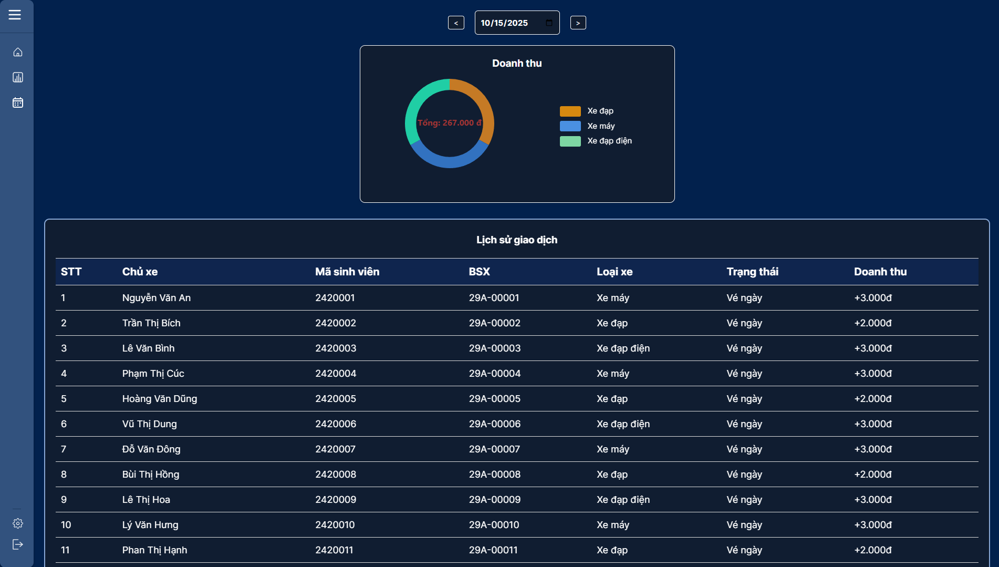 < 10/15/2025 >
Doanh thu
Tổng: 267.000 đ
Xe đạp
Xe máy
Xe đạp điện
Lịch sử giao dịch
STT Chủ xe Mã sinh viên BSX Loại xe Trạng thái Doanh thu
1 Nguyễn Văn An 2420001 29A-00001 Xe máy Vé ngày +3.000đ
2 Trần Thị Bích 2420002 29A-00002 Xe đạp Vé ngày +2.000đ
3 Lê Văn Bình 2420003 29A-00003 Xe đạp điện Vé ngày +3.000đ
4 Phạm Thị Cúc 2420004 29A-00004 Xe máy Vé ngày +3.000đ
5 Hoàng Văn Dũng 2420005 29A-00005 Xe đạp Vé ngày +2.000đ
6 Vũ Thị Dung 2420006 29A-00006 Xe đạp điện Vé ngày +3.000đ
7 Đỗ Văn Đông 2420007 29A-00007 Xe máy Vé ngày +3.000đ
8 Bùi Thị Hồng 2420008 29A-00008 Xe đạp Vé ngày +2.000đ
9 Lê Thị Hoa 2420009 29A-00009 Xe đạp điện Vé ngày +3.000đ
10 Lý Văn Hưng 2420010 29A-00010 Xe máy Vé ngày +3.000đ
11 Phan Thị Hạnh 2420011 29A-00011 Xe đạp Vé ngày +2.000đ